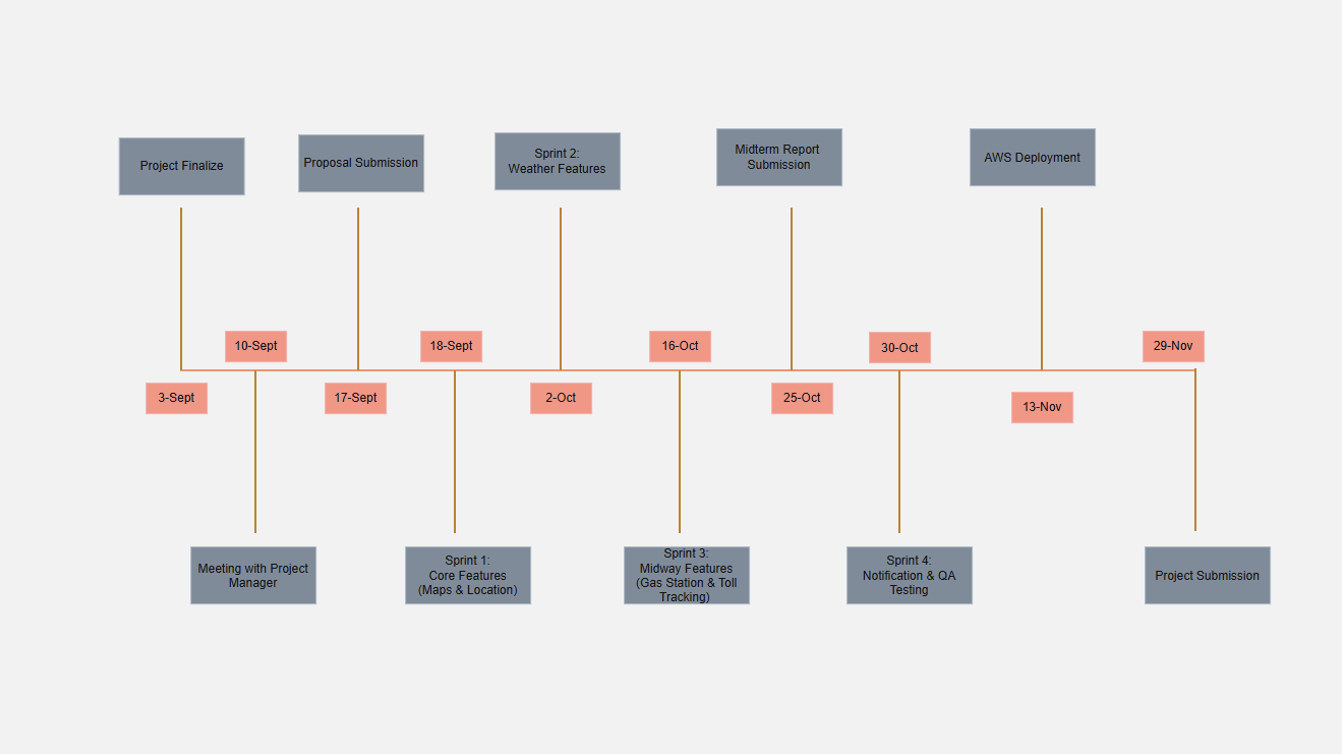 Project Finalize
Proposal Submission
Sprint 2:
Weather Features
Midterm Report
Submission
AWS Deployment
10-Sept
18-Sept
16-Oct
30-Oct
29-Nov
3-Sept
17-Sept
2-Oct
25-Oct
13-Nov
Meeting with Project
Manager
Sprint 1:
Core Features
(Maps & Location)
Sprint 3:
Midway Features
(Gas Station & Toll
Tracking)
Sprint 4:
Notification & QA
Testing
Project Submission